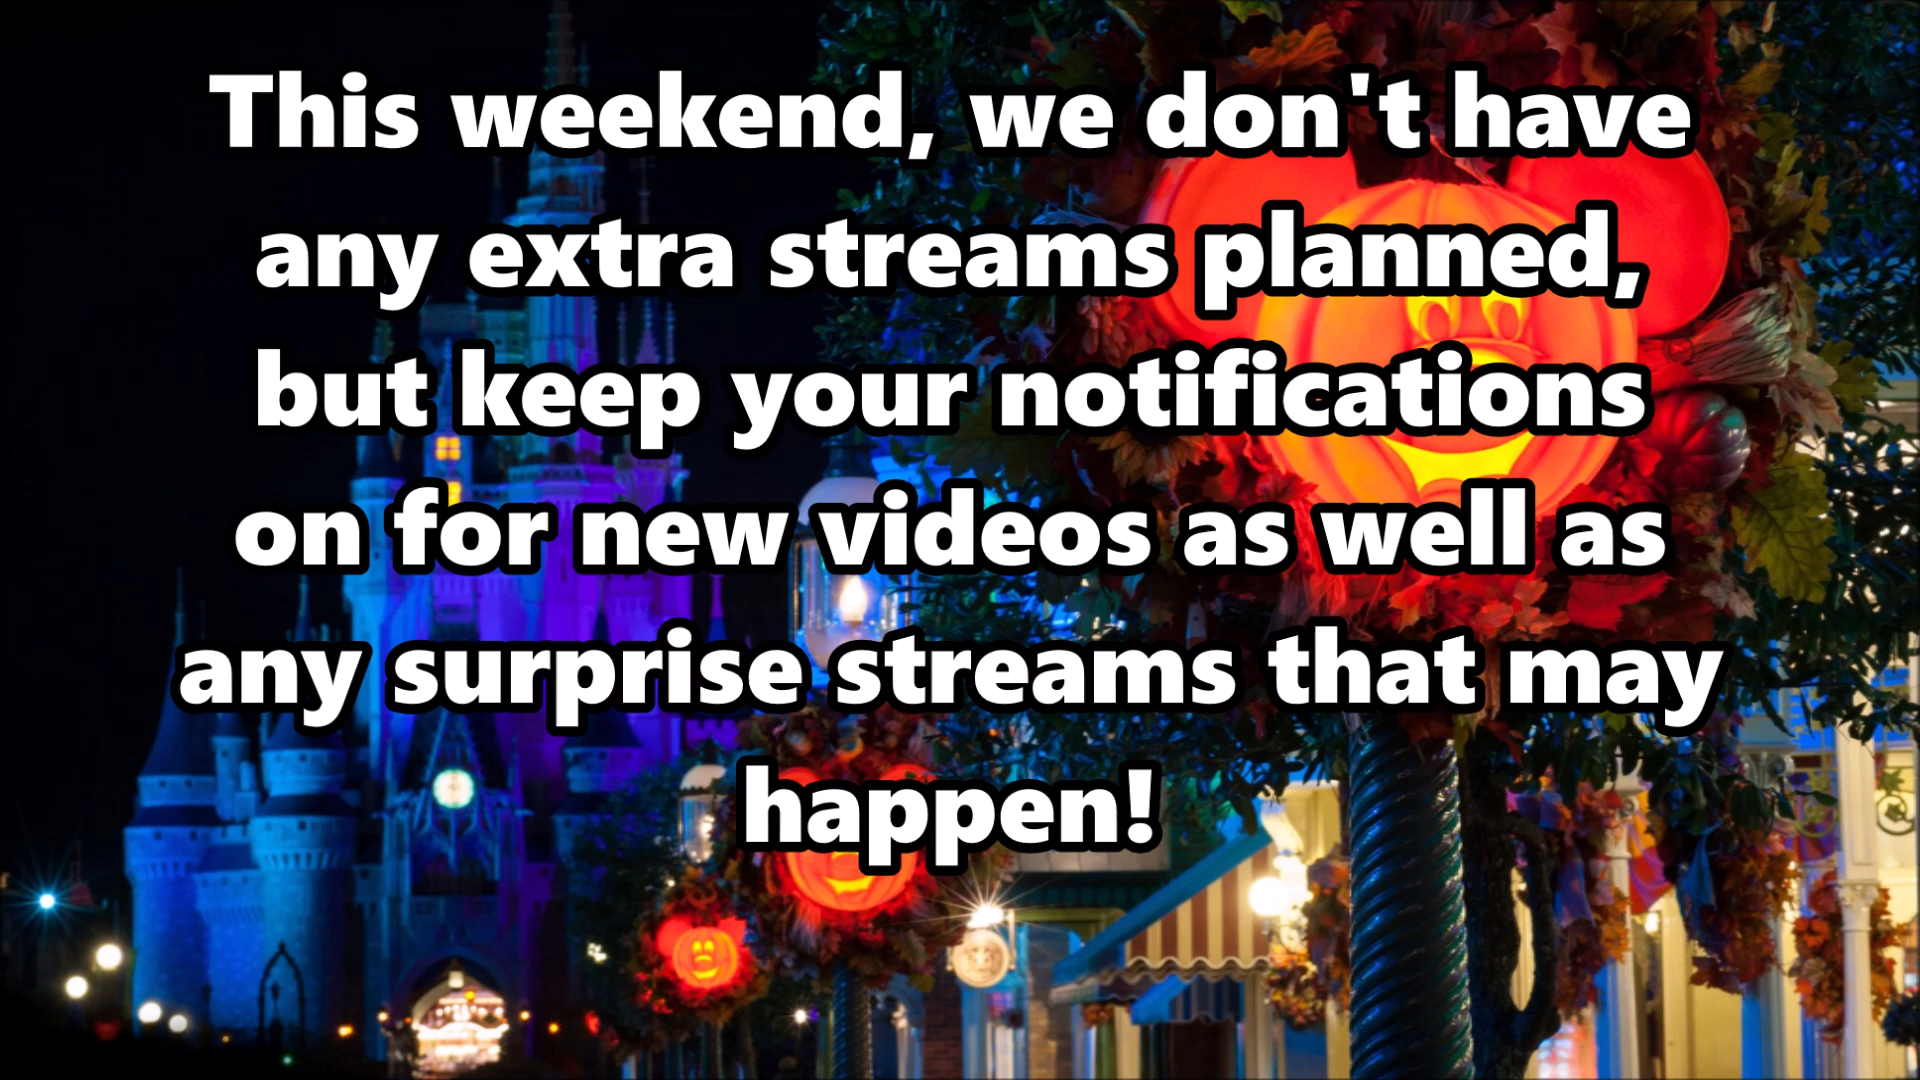 This weekend, we don't have
any extra streams planned,
but keep your notifications
on for new videos as well as
any surprise streams that may
happen!